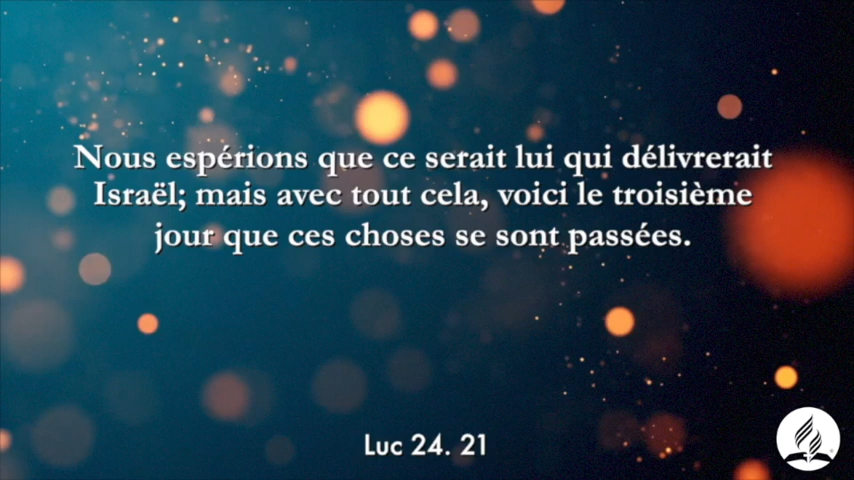 Nous espérions que ce serait lui qui délivrerait
Israël; mais avec tout cela, voici le troisième
jour que ces choses se sont passées.
Luc 24. 21